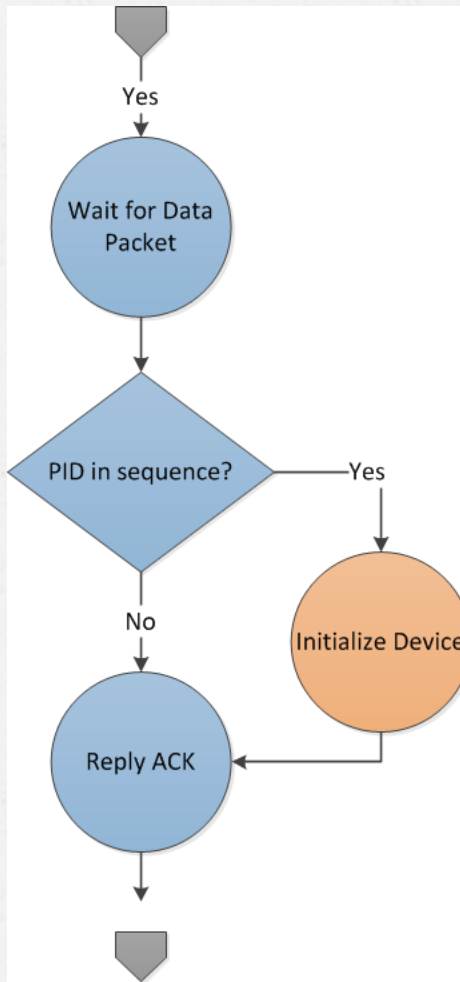 Yes
Wait for Data
Packet
PID in sequence?
Yes
No
Initialize Device
Reply ACK